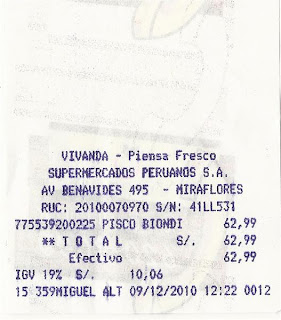 VIVANDA - Piensa Fresco
SUPERMERCADOS PERUANOS S.A.
AV BENAVIDES 495 - MIRAFLORES
RUC: 20100070970 S/N: 41LL531
775539200225 PISCO BIONDI 62,99
** T O T A L S/. 62,99
Efectivo 62,99
IGV 19% S/. 10,06
15 359MIGUEL ALT 09/12/2010 12:22 0012